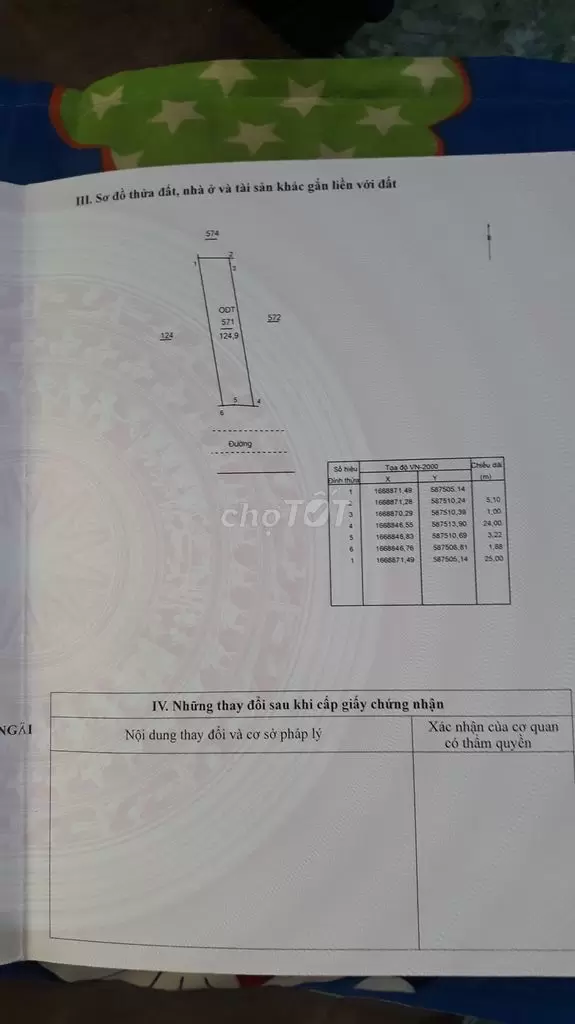 III. Sơ đồ thửa đất, nhà ở và tài sản khác gắn liền với đất
574
1 2
3
ODT
571
124,9
572
124
5 4
6
Đường
Số hiệu Đỉnh thửa Tọa độ VN-2000 Chiều dài (m)
X Y
1 1668871,49 587505,14
5,10
2 1668871,28 587510,24
1,00
3 1668870,29 587510,39
24,00
4 1668846,55 587513,90
3,22
5 1668846,83 587510,69
1,88
6 1668846,76 587508,81
25,00
1 1668871,49 587505,14
chợTỐT
NGÃI
IV. Những thay đổi sau khi cấp giấy chứng nhận
Nội dung thay đổi và cơ sở pháp lý
Xác nhận của cơ quan
có thẩm quyền